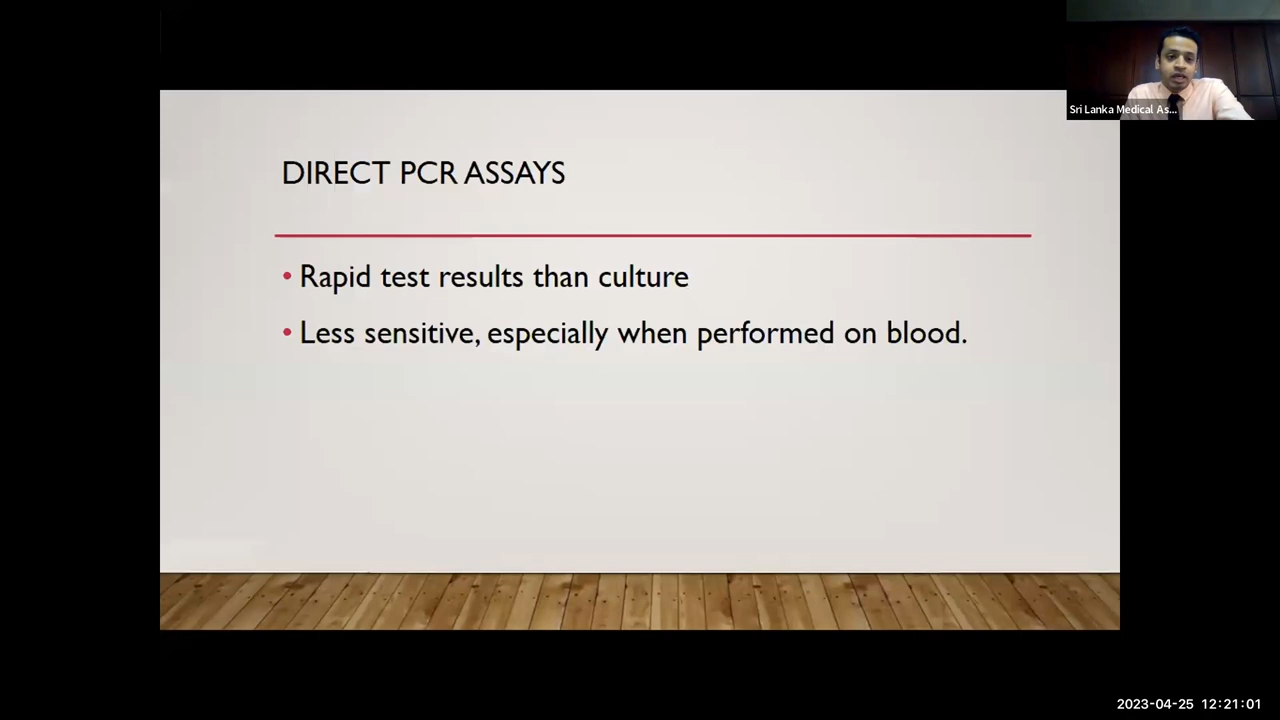 Sri Lanka Medical As...
DIRECT PCR ASSAYS
• Rapid test results than culture
• Less sensitive, especially when performed on blood.
2023-04-25 12:21:01